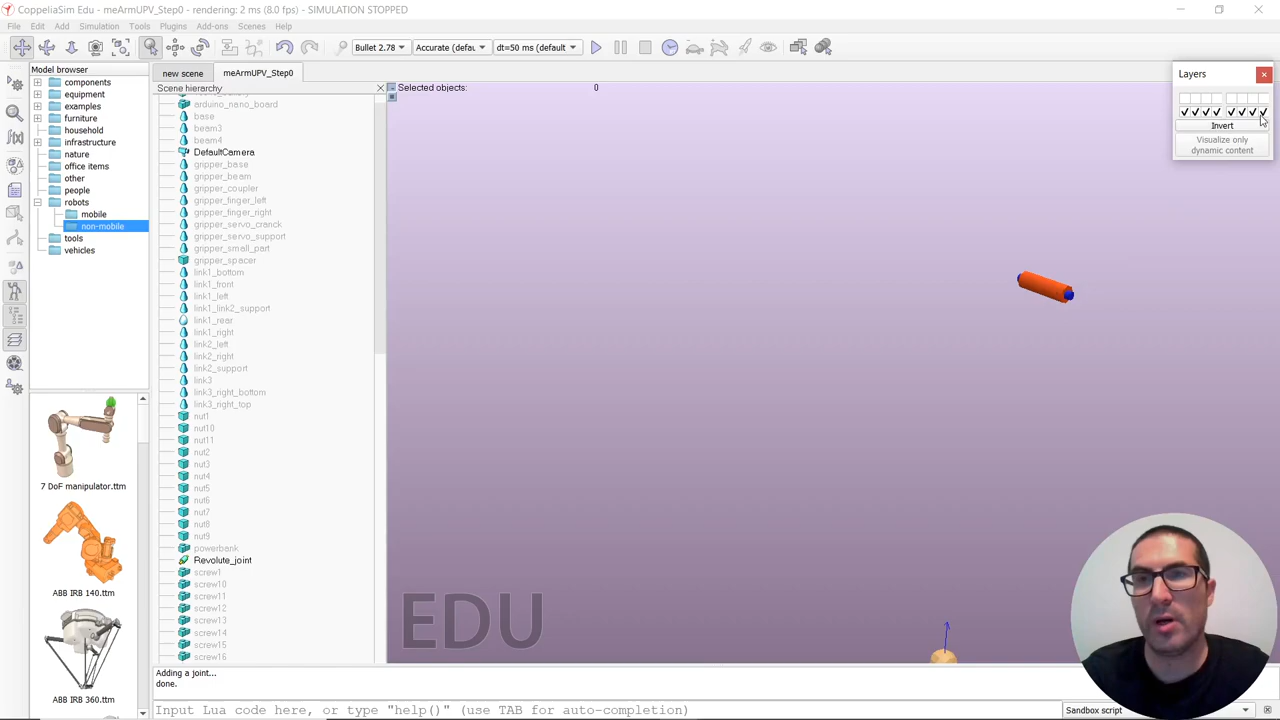 CoppeliaSim Edu - meArmUPV_Step0 - rendering: 2 ms (8.0 fps) - SIMULATION STOPPED
File Edit Add Simulation Tools Plugins Add-ons Scenes Help
Bullet 2.78 Accurate (defau dt=50 ms (default)
Model browser
components
equipment
examples
furniture
household
infrastructure
nature
office items
other
people
robots
mobile
non-mobile
tools
vehicles
7 DoF manipulator.ttm
ABB IRB 140.ttm
ABB IRB 360.ttm
new scene meArmUPV_Step0
Scene hierarchy
arduino_nano_board
base
beam3
beam4
DefaultCamera
gripper_base
gripper_beam
gripper_coupler
gripper_finger_left
gripper_finger_right
gripper_servo_cranck
gripper_servo_support
gripper_small_part
gripper_spacer
link1_bottom
link1_front
link1_left
link1_link2_support
link1_rear
link1_right
link2_left
link2_right
link2_support
link3
link3_right_bottom
link3_right_top
nut1
nut10
nut11
nut2
nut3
nut4
nut5
nut6
nut7
nut8
nut9
powerbank
Revolute_joint
screw1
screw10
screw11
screw12
screw13
screw14
screw15
screw16
Selected objects: 0
EDU
Layers
Invert
Visualize only
dynamic content
Adding a joint...
done.
Input Lua code here, or type "help()" (use TAB for auto-completion)
Sandbox script